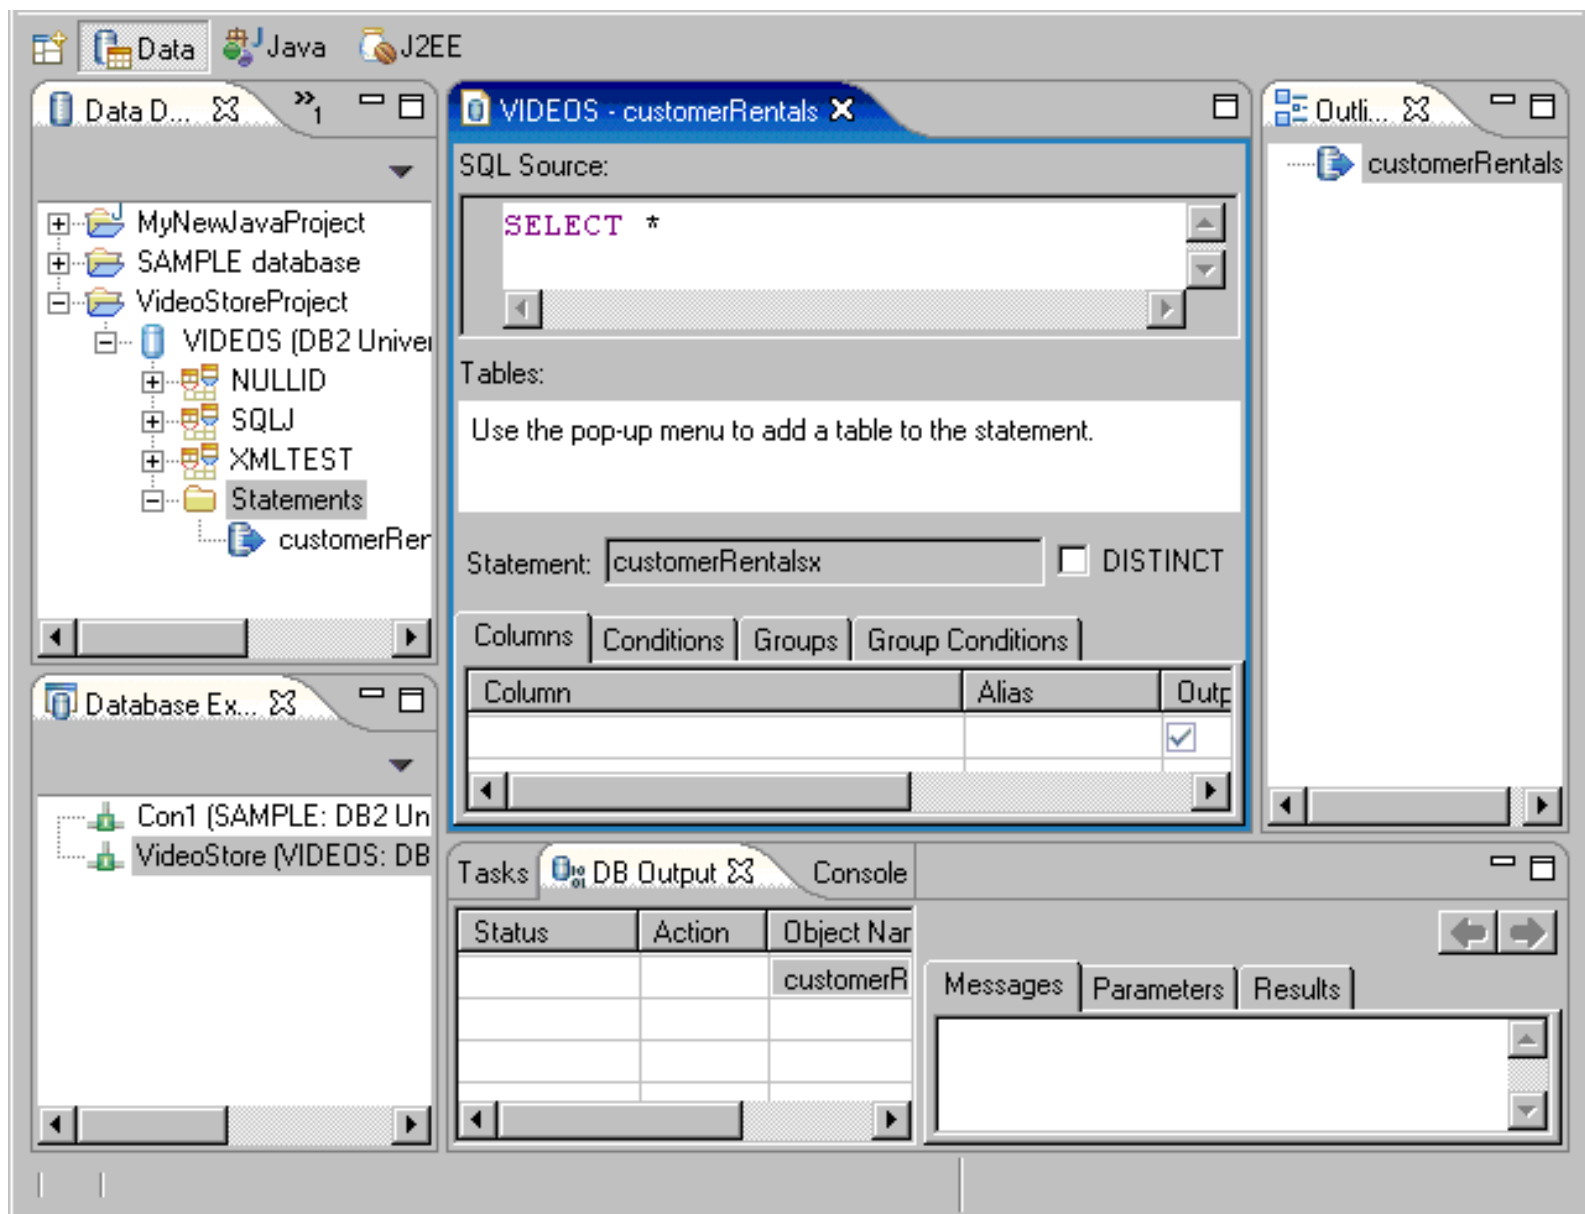 Data Java J2EE
Data D... »1
MyNewJavaProject
SAMPLE database
VideoStoreProject
VIDEOS (DB2 Univer
NULLID
SQLJ
XMLTEST
Statements
customerRer
Database Ex...
Con1 (SAMPLE: DB2 Un
VideoStore (VIDEOS: DB
VIDEOS - customerRentals
SQL Source:
SELECT *
Tables:
Use the pop-up menu to add a table to the statement.
Statement: customerRentalsx DISTINCT
Columns Conditions Groups Group Conditions
Column Alias Outp
Outli...
customerRentals
Tasks DB Output Console
Status Action Object Nar
customerR
Messages Parameters Results